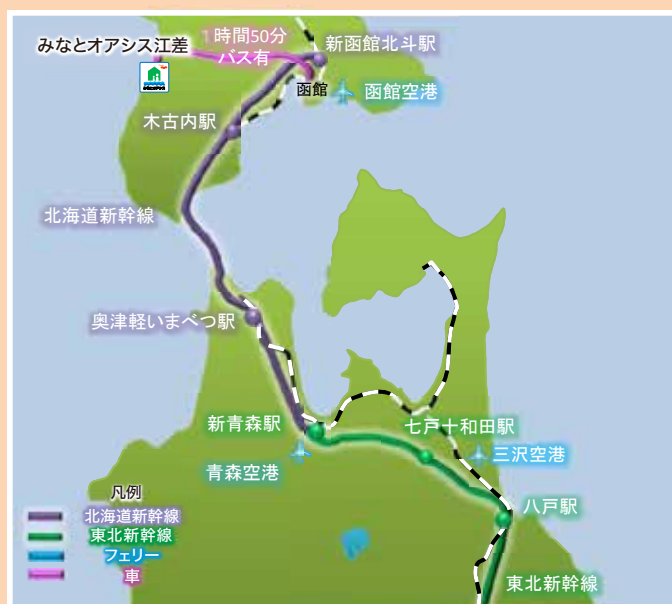 みなとオアシス江差
1時間50分
バス有
新函館北斗駅
函館
函館空港
木古内駅
北海道新幹線
奥津軽いまべつ駅
新青森駅
七戸十和田駅
青森空港
三沢空港
八戸駅
凡例
北海道新幹線
東北新幹線
フェリー
車
東北新幹線